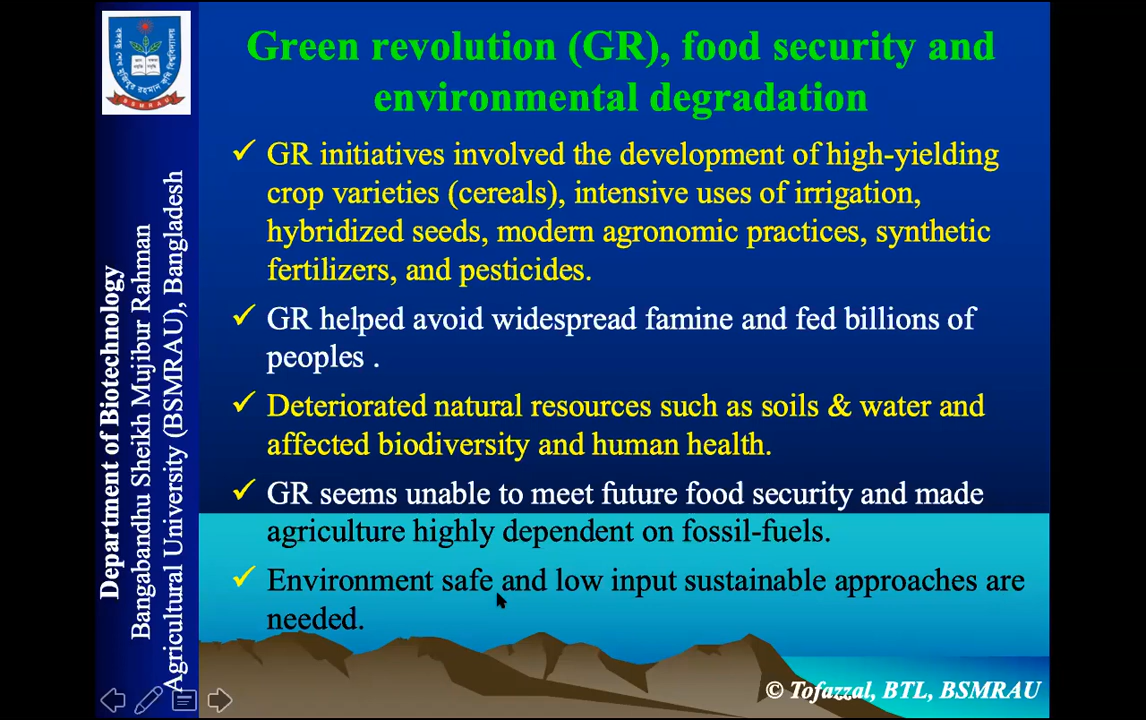 Green revolution (GR), food security and
environmental degradation
✓ GR initiatives involved the development of high-yielding
crop varieties (cereals), intensive uses of irrigation,
hybridized seeds, modern agronomic practices, synthetic
fertilizers, and pesticides.
✓ GR helped avoid widespread famine and fed billions of
peoples .
✓ Deteriorated natural resources such as soils & water and
affected biodiversity and human health.
✓ GR seems unable to meet future food security and made
agriculture highly dependent on fossil-fuels.
✓ Environment safe and low input sustainable approaches are
needed.
Department of Biotechnology
Bangabandhu Sheikh Mujibur Rahman
Agricultural University (BSMRAU), Bangladesh
BSMRAU
© Tofazzal, BTL, BSMRAU